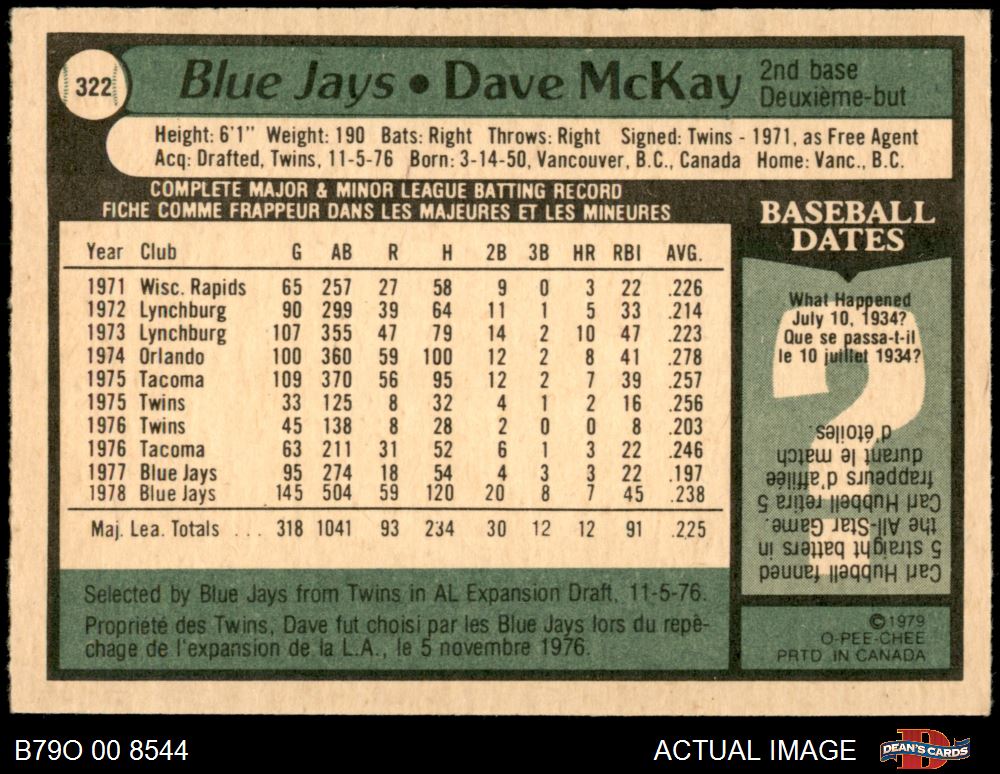 322
Blue Jays • Dave McKay
2nd base
Deuxième-but
Height: 6'1" Weight: 190 Bats: Right Throws: Right Signed: Twins - 1971, as Free Agent
Acq: Drafted, Twins, 11-5-76 Born: 3-14-50, Vancouver, B.C., Canada Home: Vanc., B.C.
COMPLETE MAJOR & MINOR LEAGUE BATTING RECORD
FICHE COMME FRAPPEUR DANS LES MAJEURES ET LES MINEURES
Year Club G AB R H 2B 3B HR RBI AVG.
1971 Wisc. Rapids 65 257 27 58 9 0 3 22 .226
1972 Lynchburg 90 299 39 64 11 1 5 33 .214
1973 Lynchburg 107 355 47 79 14 2 10 47 .223
1974 Orlando 100 360 59 100 12 2 8 41 .278
1975 Tacoma 109 370 56 95 12 2 7 39 .257
1975 Twins 33 125 8 32 4 1 2 16 .256
1976 Twins 45 138 8 28 2 0 0 8 .203
1976 Tacoma 63 211 31 52 6 1 3 22 .246
1977 Blue Jays 95 274 18 54 4 3 3 22 .197
1978 Blue Jays 145 504 59 120 20 8 7 45 .238
Maj. Lea. Totals ... 318 1041 93 234 30 12 12 91 .225
Selected by Blue Jays from Twins in AL Expansion Draft, 11-5-76.
Propriété des Twins, Dave fut choisi par les Blue Jays lors du repê-
chage de l'expansion de la L.A., le 5 novembre 1976.
BASEBALL
DATES
What Happened
July 10, 1934?
Que se passa-t-il
le 10 juillet 1934?
Carl Hubbell fanned
5 straight batters in
the All-Star Game.
Carl Hubbell retira 5
frappeurs d'affilée
durant le match
d'étoiles.
©1979
O-PEE-CHEE
PRTD IN CANADA
B79O 00 8544
ACTUAL IMAGE
DEAN'S CARDS